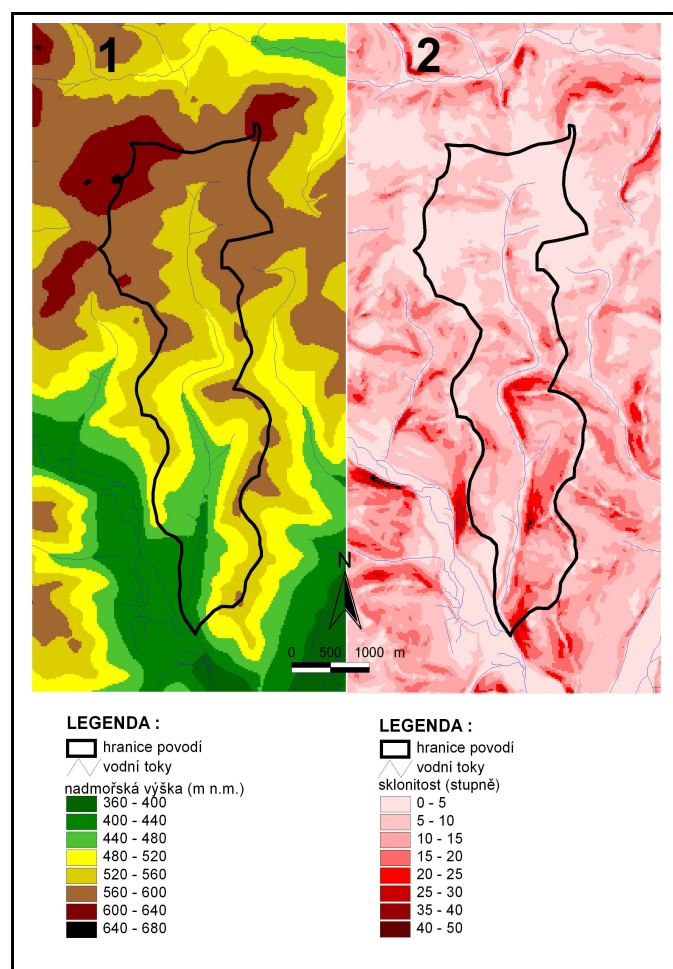 1
2
N
0 500 1000 m
LEGENDA :
hranice povodí
vodní toky
nadmořská výška (m n.m.)
360 - 400
400 - 440
440 - 480
480 - 520
520 - 560
560 - 600
600 - 640
640 - 680
LEGENDA :
hranice povodí
vodní toky
sklonitost (stupně)
0 - 5
5 - 10
10 - 15
15 - 20
20 - 25
25 - 30
35 - 40
40 - 50